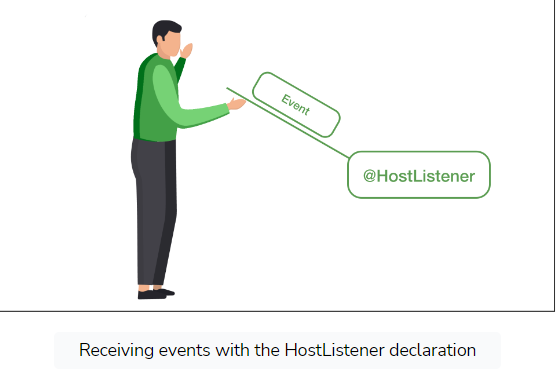 Event
@HostListener
Receiving events with the HostListener declaration